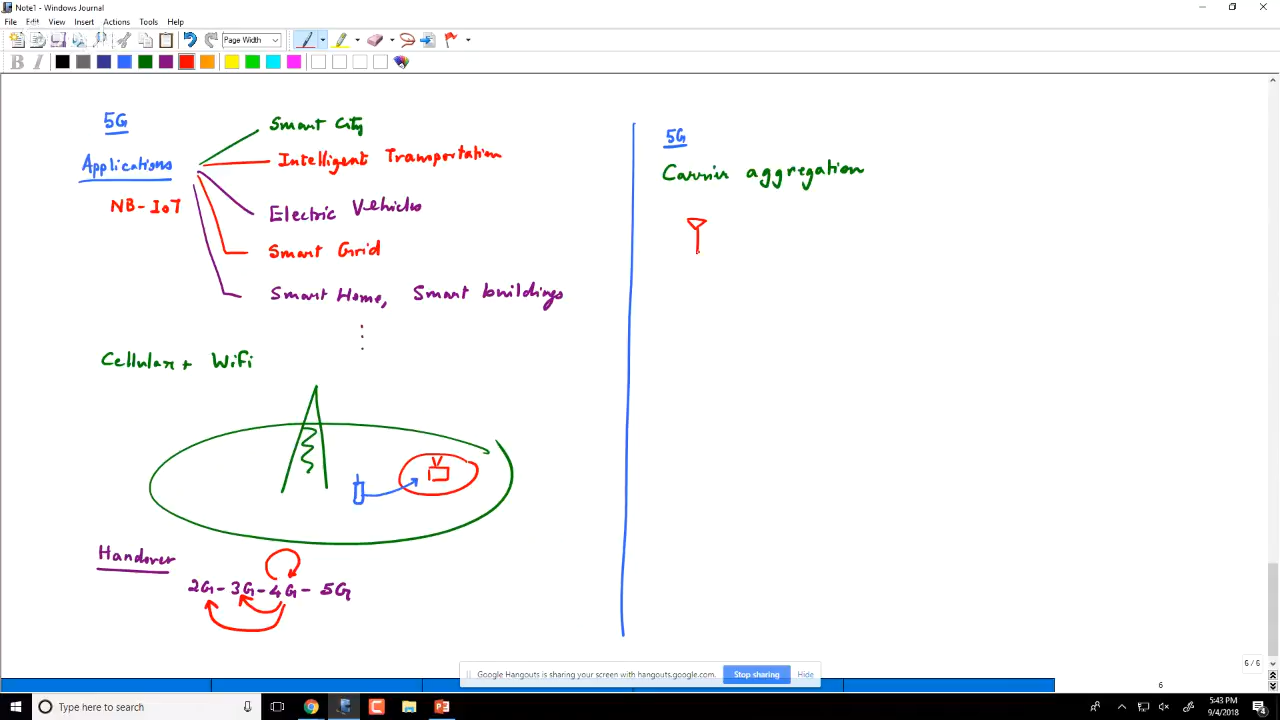 Note1 - Windows Journal
File Edit View Insert Actions Tools Help
Page Width
B I
5G
Applications
NB-IoT
Smart City
Intelligent Transportation
Electric Vehicles
Smart Grid
Smart Home, Smart buildings
Cellular + WiFi
Handover
2G-3G-4G-5G
5G
Carrier aggregation
6/6
Google Hangouts is sharing your screen with hangouts.google.com.
Stop sharing
Hide
6
Type here to search
5:43 PM
9/4/2018
4